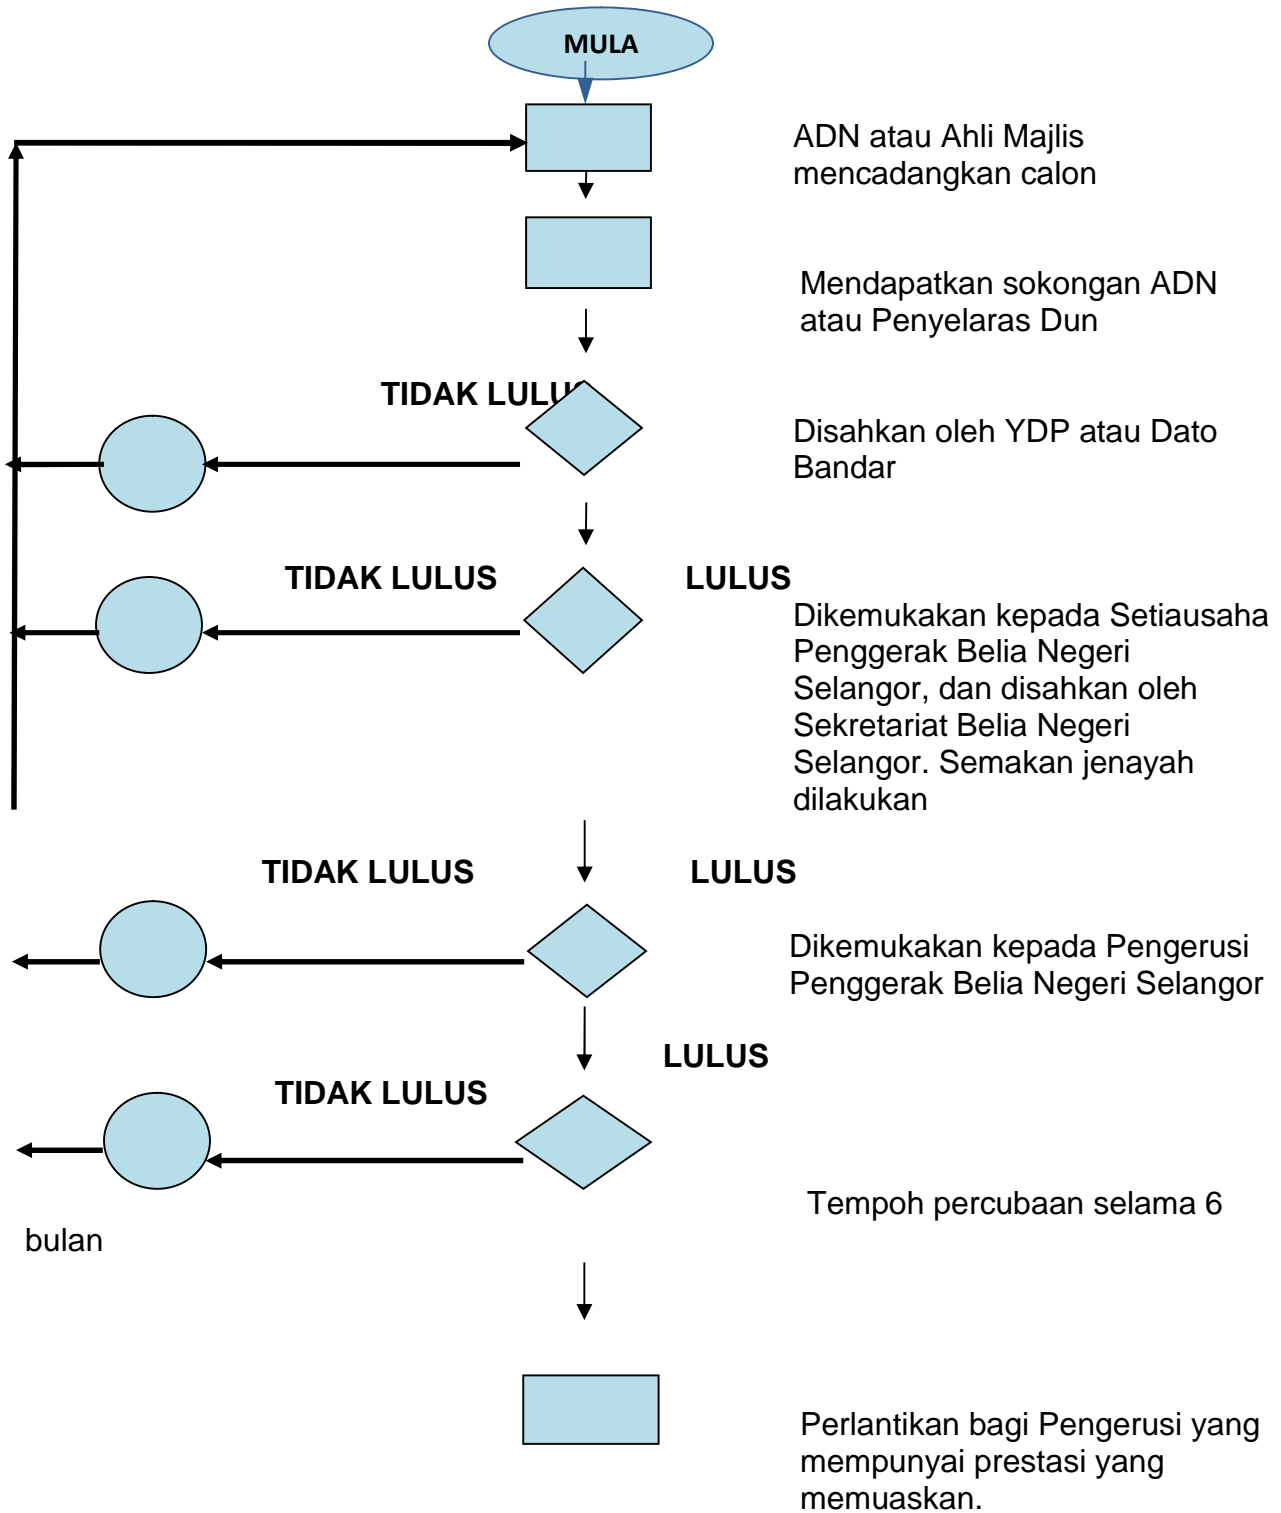 MULA
ADN atau Ahli Majlis
mencadangkan calon
Mendapatkan sokongan ADN
atau Penyelaras Dun
TIDAK LULUS
Disahkan oleh YDP atau Dato
Bandar
TIDAK LULUS
LULUS
Dikemukakan kepada Setiausaha
Penggerak Belia Negeri
Selangor, dan disahkan oleh
Sekretariat Belia Negeri
Selangor. Semakan jenayah
dilakukan
TIDAK LULUS
LULUS
Dikemukakan kepada Pengerusi
Penggerak Belia Negeri Selangor
LULUS
TIDAK LULUS
Tempoh percubaan selama 6
bulan
Perlantikan bagi Pengerusi yang
mempunyai prestasi yang
memuaskan.